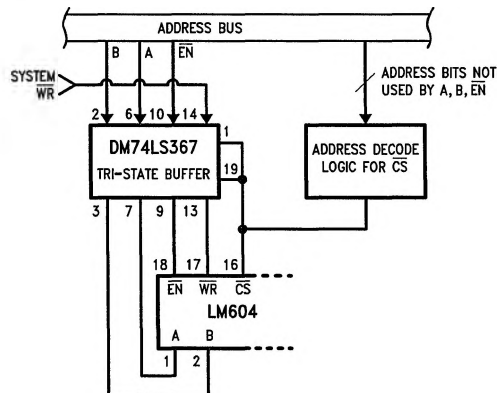 ADDRESS BUS
B A EN
SYSTEM
WR
ADDRESS BITS NOT
USED BY A, B, EN
2 6 10 14
1
DM74LS367
TRI-STATE BUFFER
19
ADDRESS DECODE
LOGIC FOR CS
3 7 9 13
18 17 16
EN WR CS
LM604
A B
1 2